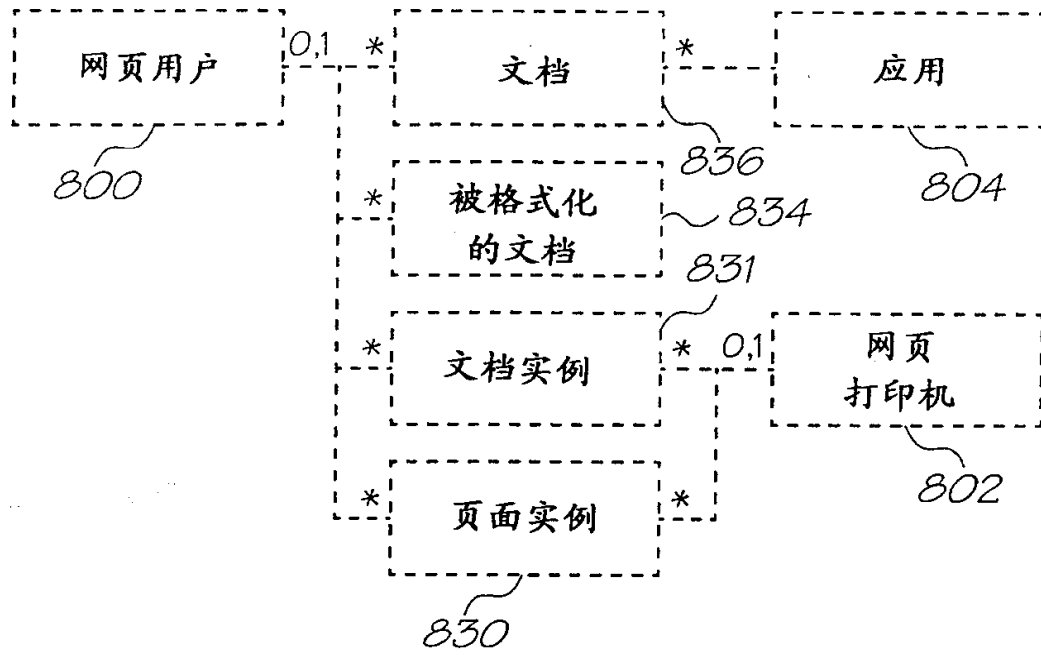 网页用户
0,1
*
文档
*
应用
800
836
804
*
被格式化
的文档
834
831
*
文档实例
*
0,1
网页
打印机
802
*
页面实例
*
830